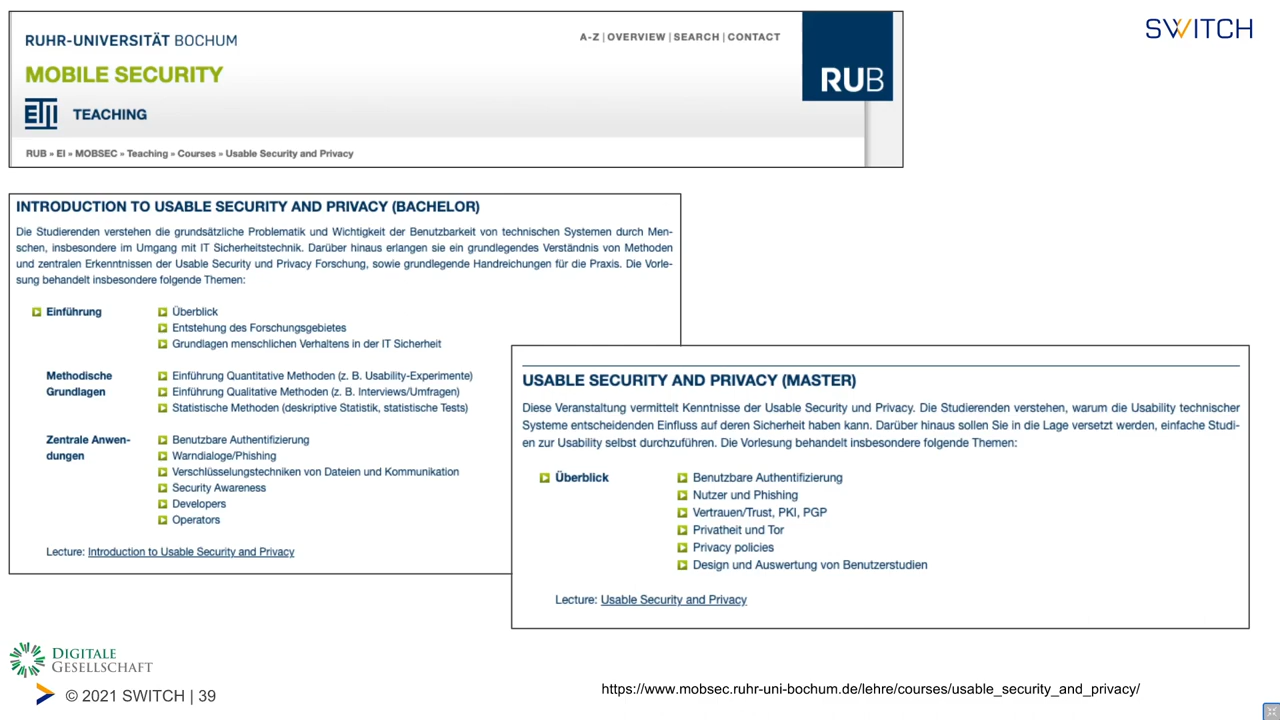 RUHR-UNIVERSITÄT BOCHUM
A-Z | OVERVIEW | SEARCH | CONTACT
SWITCH
MOBILE SECURITY
RUB
ETIT TEACHING
RUB » EI » MOBSEC » Teaching » Courses » Usable Security and Privacy
INTRODUCTION TO USABLE SECURITY AND PRIVACY (BACHELOR)
Die Studierenden verstehen die grundsätzliche Problematik und Wichtigkeit der Benutzbarkeit von technischen Systemen durch Men-
schen, insbesondere im Umgang mit IT Sicherheitstechnik. Darüber hinaus erlangen sie ein grundlegendes Verständnis von Methoden
und zentralen Erkenntnissen der Usable Security und Privacy Forschung, sowie grundlegende Handreichungen für die Praxis. Die Vorle-
sung behandelt insbesondere folgende Themen:
Einführung
Überblick
Entstehung des Forschungsgebietes
Grundlagen menschlichen Verhaltens in der IT Sicherheit
Methodische
Grundlagen
Einführung Quantitative Methoden (z. B. Usability-Experimente)
Einführung Qualitative Methoden (z. B. Interviews/Umfragen)
Statistische Methoden (deskriptive Statistik, statistische Tests)
Zentrale Anwen-
dungen
Benutzbare Authentifizierung
Warndialoge/Phishing
Verschlüsselungstechniken von Dateien und Kommunikation
Security Awareness
Developers
Operators
Lecture: Introduction to Usable Security and Privacy
USABLE SECURITY AND PRIVACY (MASTER)
Diese Veranstaltung vermittelt Kenntnisse der Usable Security und Privacy. Die Studierenden verstehen, warum die Usability technischer
Systeme entscheidenden Einfluss auf deren Sicherheit haben kann. Darüber hinaus sollen Sie in die Lage versetzt werden, einfache Studi-
en zur Usability selbst durchzuführen. Die Vorlesung behandelt insbesondere folgende Themen:
Überblick
Benutzbare Authentifizierung
Nutzer und Phishing
Vertrauen/Trust, PKI, PGP
Privatheit und Tor
Privacy policies
Design und Auswertung von Benutzerstudien
Lecture: Usable Security and Privacy
DIGITALE
GESELLSCHAFT
© 2021 SWITCH | 39
https://www.mobsec.ruhr-uni-bochum.de/lehre/courses/usable_security_and_privacy/